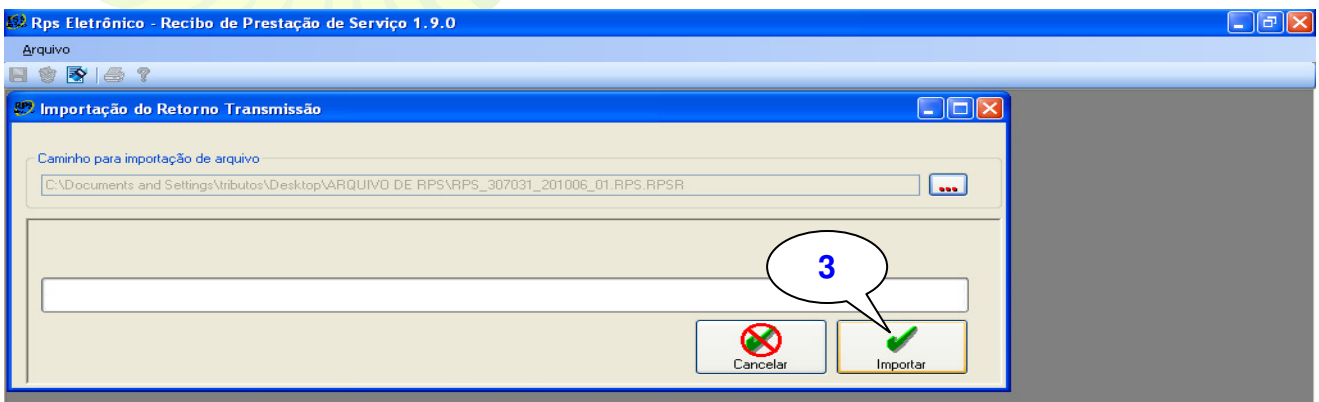 Rps Eletrônico - Recibo de Prestação de Serviço 1.9.0
Arquivo
Importação do Retorno Transmissão
Caminho para importação de arquivo
C:\Documents and Settings\tributos\Desktop\ARQUIVO DE RPS\RPS_307031_201006_01.RPS.RPSR
...
3
Cancelar
Importar